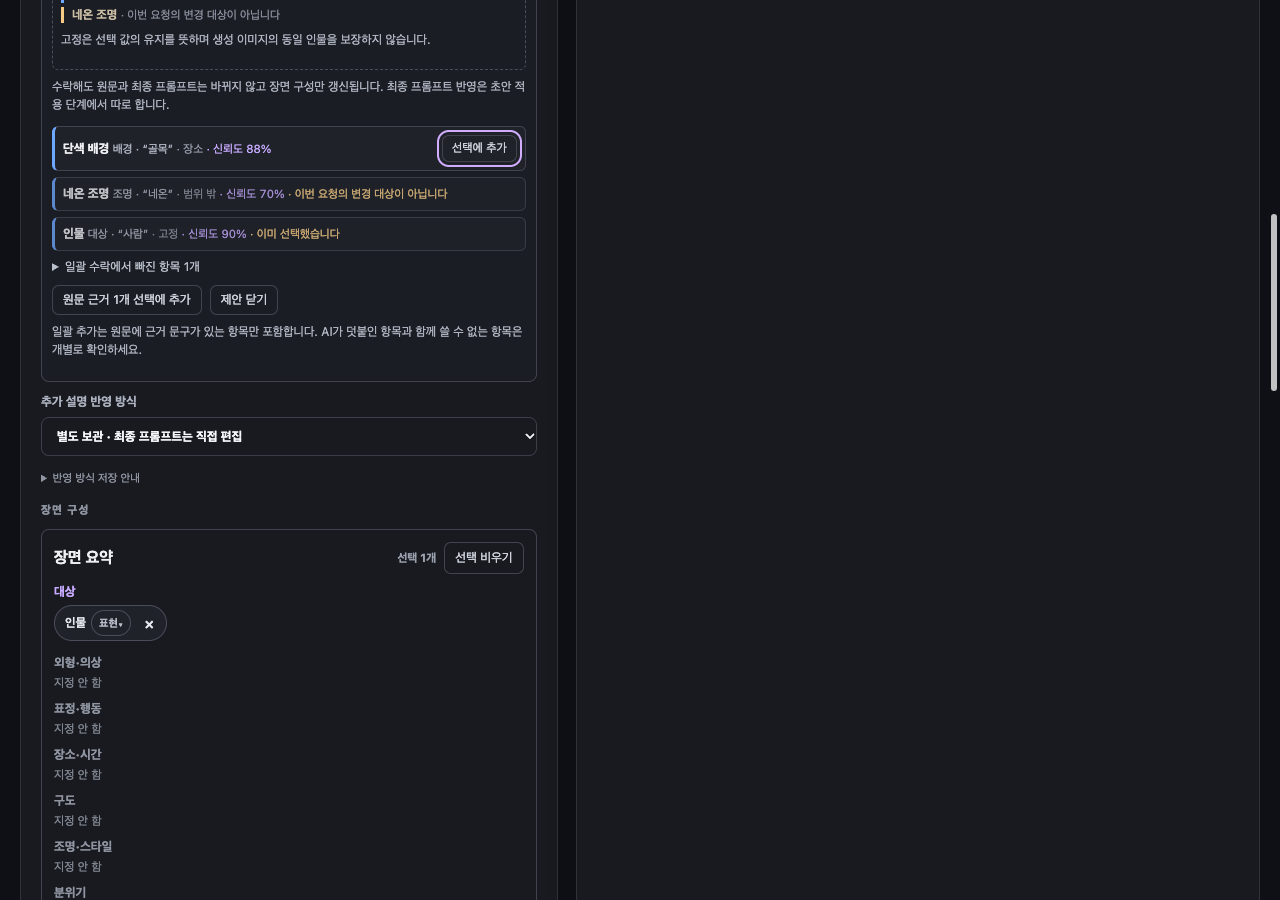 네온 조명 · 이번 요청의 변경 대상이 아닙니다
고정은 선택 값의 유지를 뜻하며 생성 이미지의 동일 인물을 보장하지 않습니다.
수락해도 원문과 최종 프롬프트는 바뀌지 않고 장면 구성만 갱신됩니다. 최종 프롬프트 반영은 초안 적
용 단계에서 따로 합니다.
단색 배경 배경 · “골목” · 장소 · 신뢰도 88% 선택에 추가
네온 조명 조명 · “네온” · 범위 밖 · 신뢰도 70% · 이번 요청의 변경 대상이 아닙니다
인물 대상 · “사람” · 고정 · 신뢰도 90% · 이미 선택했습니다
▶ 일괄 수락에서 빠진 항목 1개
원문 근거 1개 선택에 추가 제안 닫기
일괄 추가는 원문에 근거 문구가 있는 항목만 포함합니다. AI가 덧붙인 항목과 함께 쓸 수 없는 항목은
개별로 확인하세요.
추가 설명 반영 방식
별도 보관 · 최종 프롬프트는 직접 편집
▶ 반영 방식 저장 안내
장면 구성
장면 요약 선택 1개 선택 비우기
대상
인물 표현▾ ×
외형·의상
지정 안 함
표정·행동
지정 안 함
장소·시간
지정 안 함
구도
지정 안 함
조명·스타일
지정 안 함
분위기